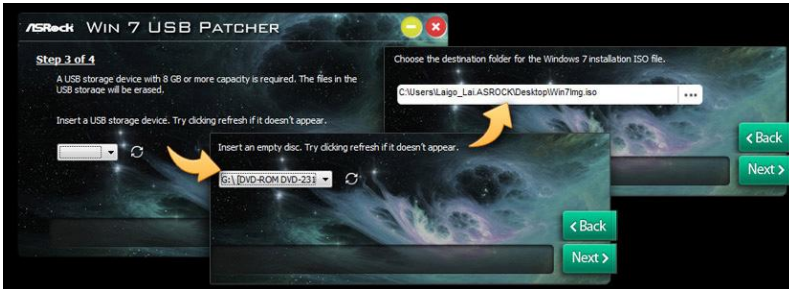 ASRock WIN 7 USB PATCHER
Step 3 of 4
A USB storage device with 8 GB or more capacity is required. The files in the
USB storage will be erased.
Insert a USB storage device. Try clicking refresh if it doesn't appear.
Insert an empty disc. Try clicking refresh if it doesn't appear.
G:\ [DVD-ROM DVD-231
< Back
Next >
Choose the destination folder for the Windows 7 installation ISO file.
C:\Users\Laigo_Lai.ASROCK\Desktop\Win7Img.iso
...
< Back
Next >